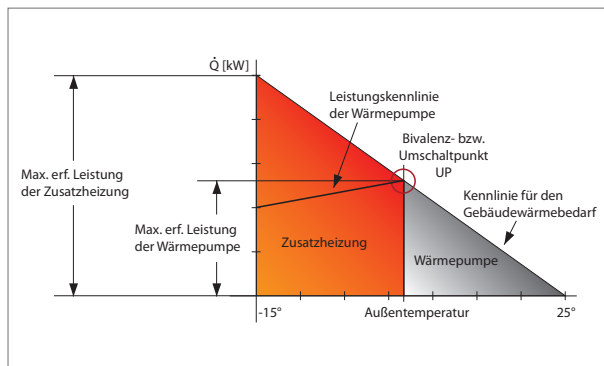 Q̇ [kW]
Leistungskennlinie
der Wärmepumpe
Bivalenz- bzw.
Umschaltpunkt
UP
Max. erf. Leistung
der Zusatzheizung
Kennlinie für den
Gebäudewärmebedarf
Max. erf. Leistung
der Wärmepumpe
Zusatzheizung
Wärmepumpe
-15°
Außentemperatur
25°